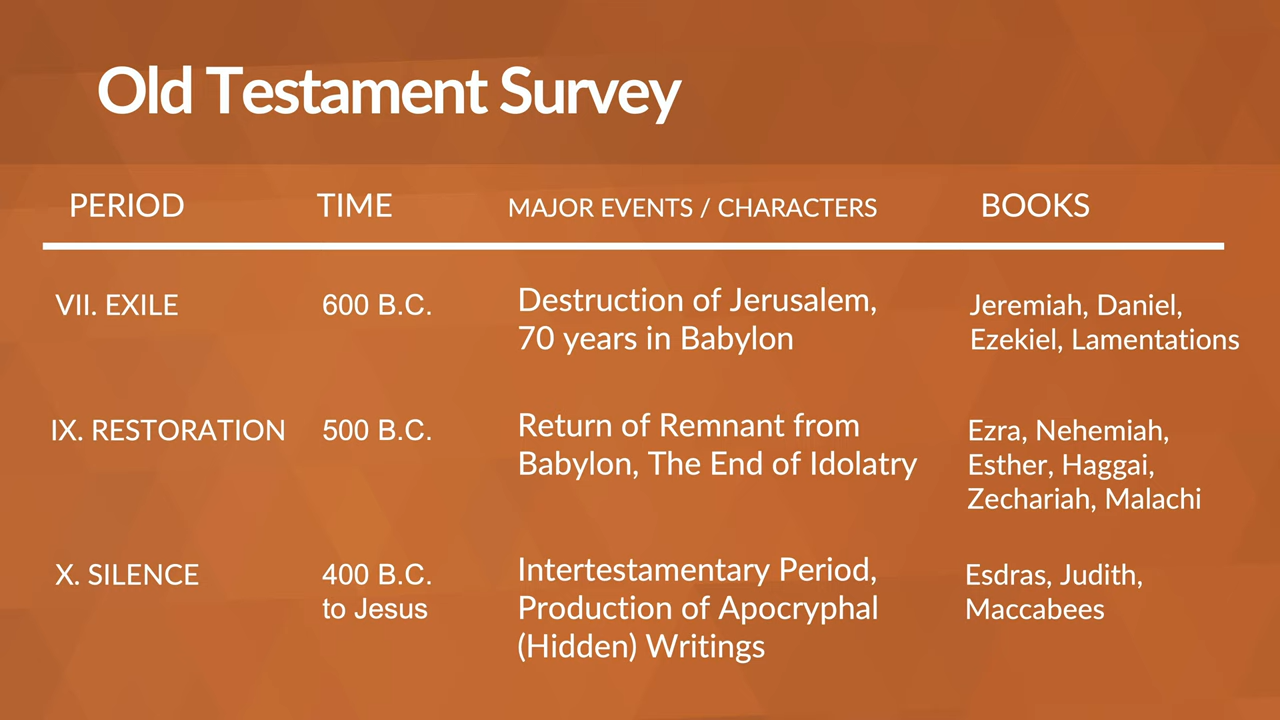 Old Testament Survey
PERIOD TIME MAJOR EVENTS / CHARACTERS BOOKS
VII. EXILE 600 B.C. Destruction of Jerusalem, Jeremiah, Daniel,
70 years in Babylon Ezekiel, Lamentations
IX. RESTORATION 500 B.C. Return of Remnant from Ezra, Nehemiah,
Babylon, The End of Idolatry Esther, Haggai,
Zechariah, Malachi
X. SILENCE 400 B.C. Intertestamentary Period, Esdras, Judith,
to Jesus Production of Apocryphal Maccabees
(Hidden) Writings